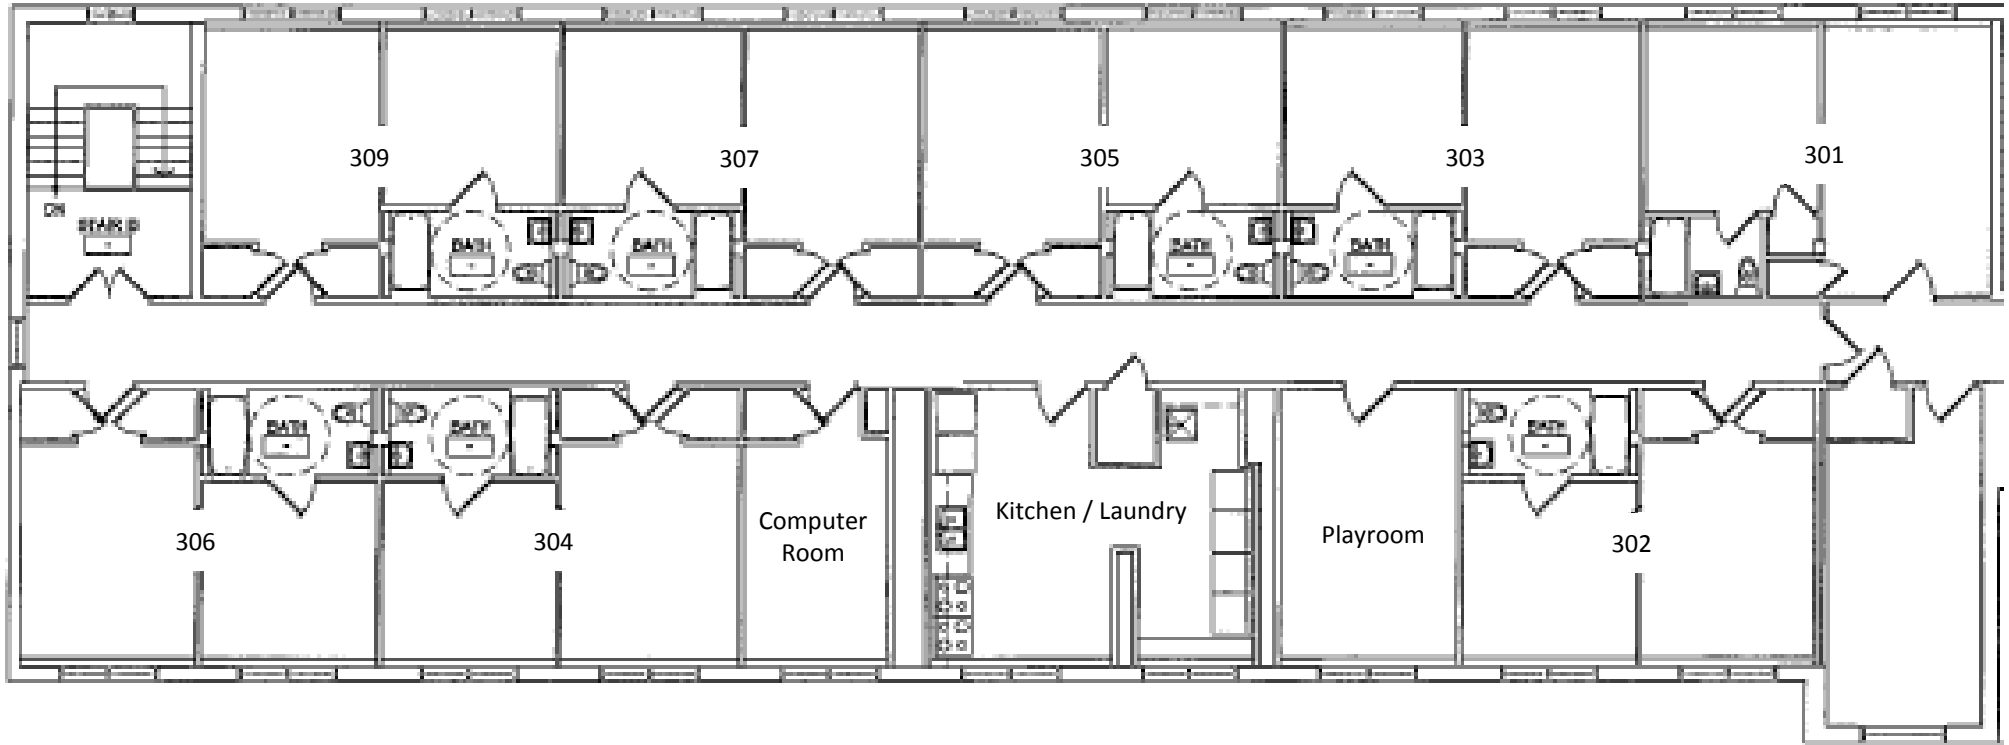 309
307
305
303
301
DN
STAIR B
BATH
BATH
BATH
BATH
BATH
BATH
BATH
306
304
Computer
Room
Kitchen / Laundry
Playroom
302